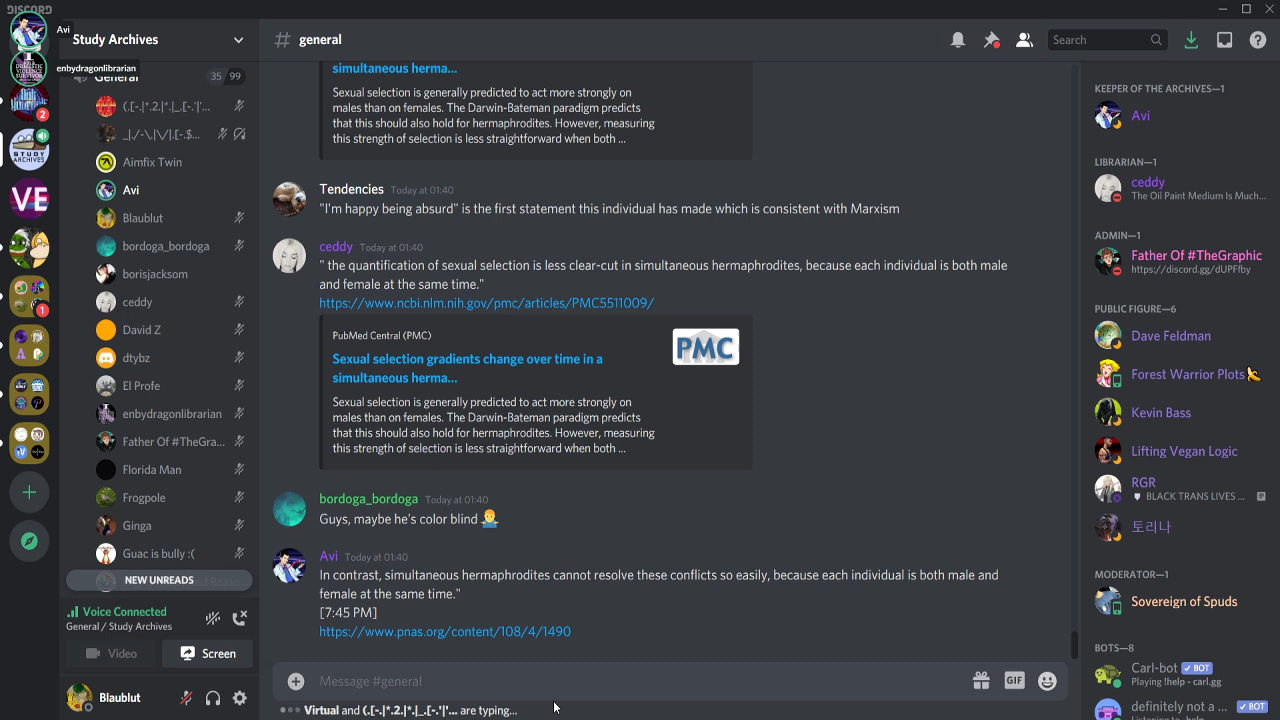 DISCORD
Avi
enbydragonlibrarian
2
STUDY ARCHIVES
VE
1
Study Archives
General
35 99
(.[-.|*.2.|*.|_.[-.'|'...
_|\/-\.|\/|.[-.$...
Aimfix Twin
Avi
Blaublut
bordoga_bordoga
borisjacksom
ceddy
David Z
dtybz
El Profe
enbydragonlibrarian
Father Of #TheGra...
Florida Man
Frogpole
Ginga
Guac is bully :(
NEW UNREADS
Voice Connected
General / Study Archives
Video
Screen
Blaublut
# general
Search
simultaneous herma...
Sexual selection is generally predicted to act more strongly on
males than on females. The Darwin-Bateman paradigm predicts
that this should also hold for hermaphrodites. However, measuring
this strength of selection is less straightforward when both ...
Tendencies Today at 01:40
"I'm happy being absurd" is the first statement this individual has made which is consistent with Marxism
ceddy Today at 01:40
" the quantification of sexual selection is less clear-cut in simultaneous hermaphrodites, because each individual is both male
and female at the same time."
https://www.ncbi.nlm.nih.gov/pmc/articles/PMC5511009/
PubMed Central (PMC)
PMC
Sexual selection gradients change over time in a
simultaneous herma...
Sexual selection is generally predicted to act more strongly on
males than on females. The Darwin-Bateman paradigm predicts
that this should also hold for hermaphrodites. However, measuring
this strength of selection is less straightforward when both ...
bordoga_bordoga Today at 01:40
Guys, maybe he's color blind
Avi Today at 01:40
In contrast, simultaneous hermaphrodites cannot resolve these conflicts so easily, because each individual is both male and
female at the same time."
[7:45 PM]
https://www.pnas.org/content/108/4/1490
Message #general
GIF
Virtual and (.[-.|*.2.|*.|_.[-.'|'... are typing...
KEEPER OF THE ARCHIVES—1
Avi
LIBRARIAN—1
ceddy
The Oil Paint Medium Is Much...
ADMIN—1
Father Of #TheGraphic
https://discord.gg/dUPFfby
PUBLIC FIGURE—6
Dave Feldman
Forest Warrior Plots
Kevin Bass
Lifting Vegan Logic
RGR
BLACK TRANS LIVES ...
토리나
MODERATOR—1
Sovereign of Spuds
BOTS—8
Carl-bot BOT
Playing !help - carl.gg
definitely not a ... BOT